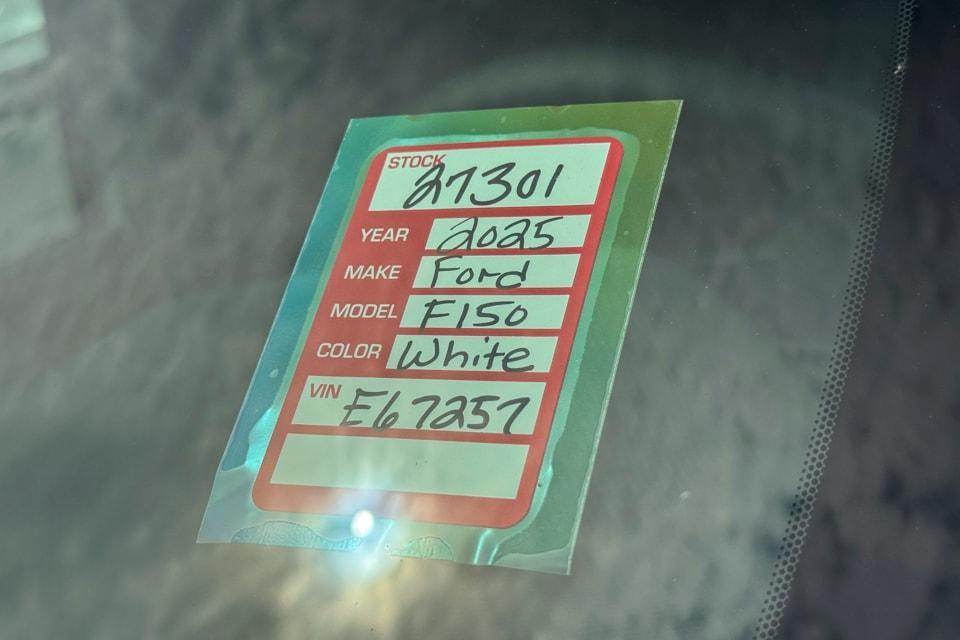 STOCK 27301
YEAR 2025
MAKE Ford
MODEL F150
COLOR White
VIN E67257